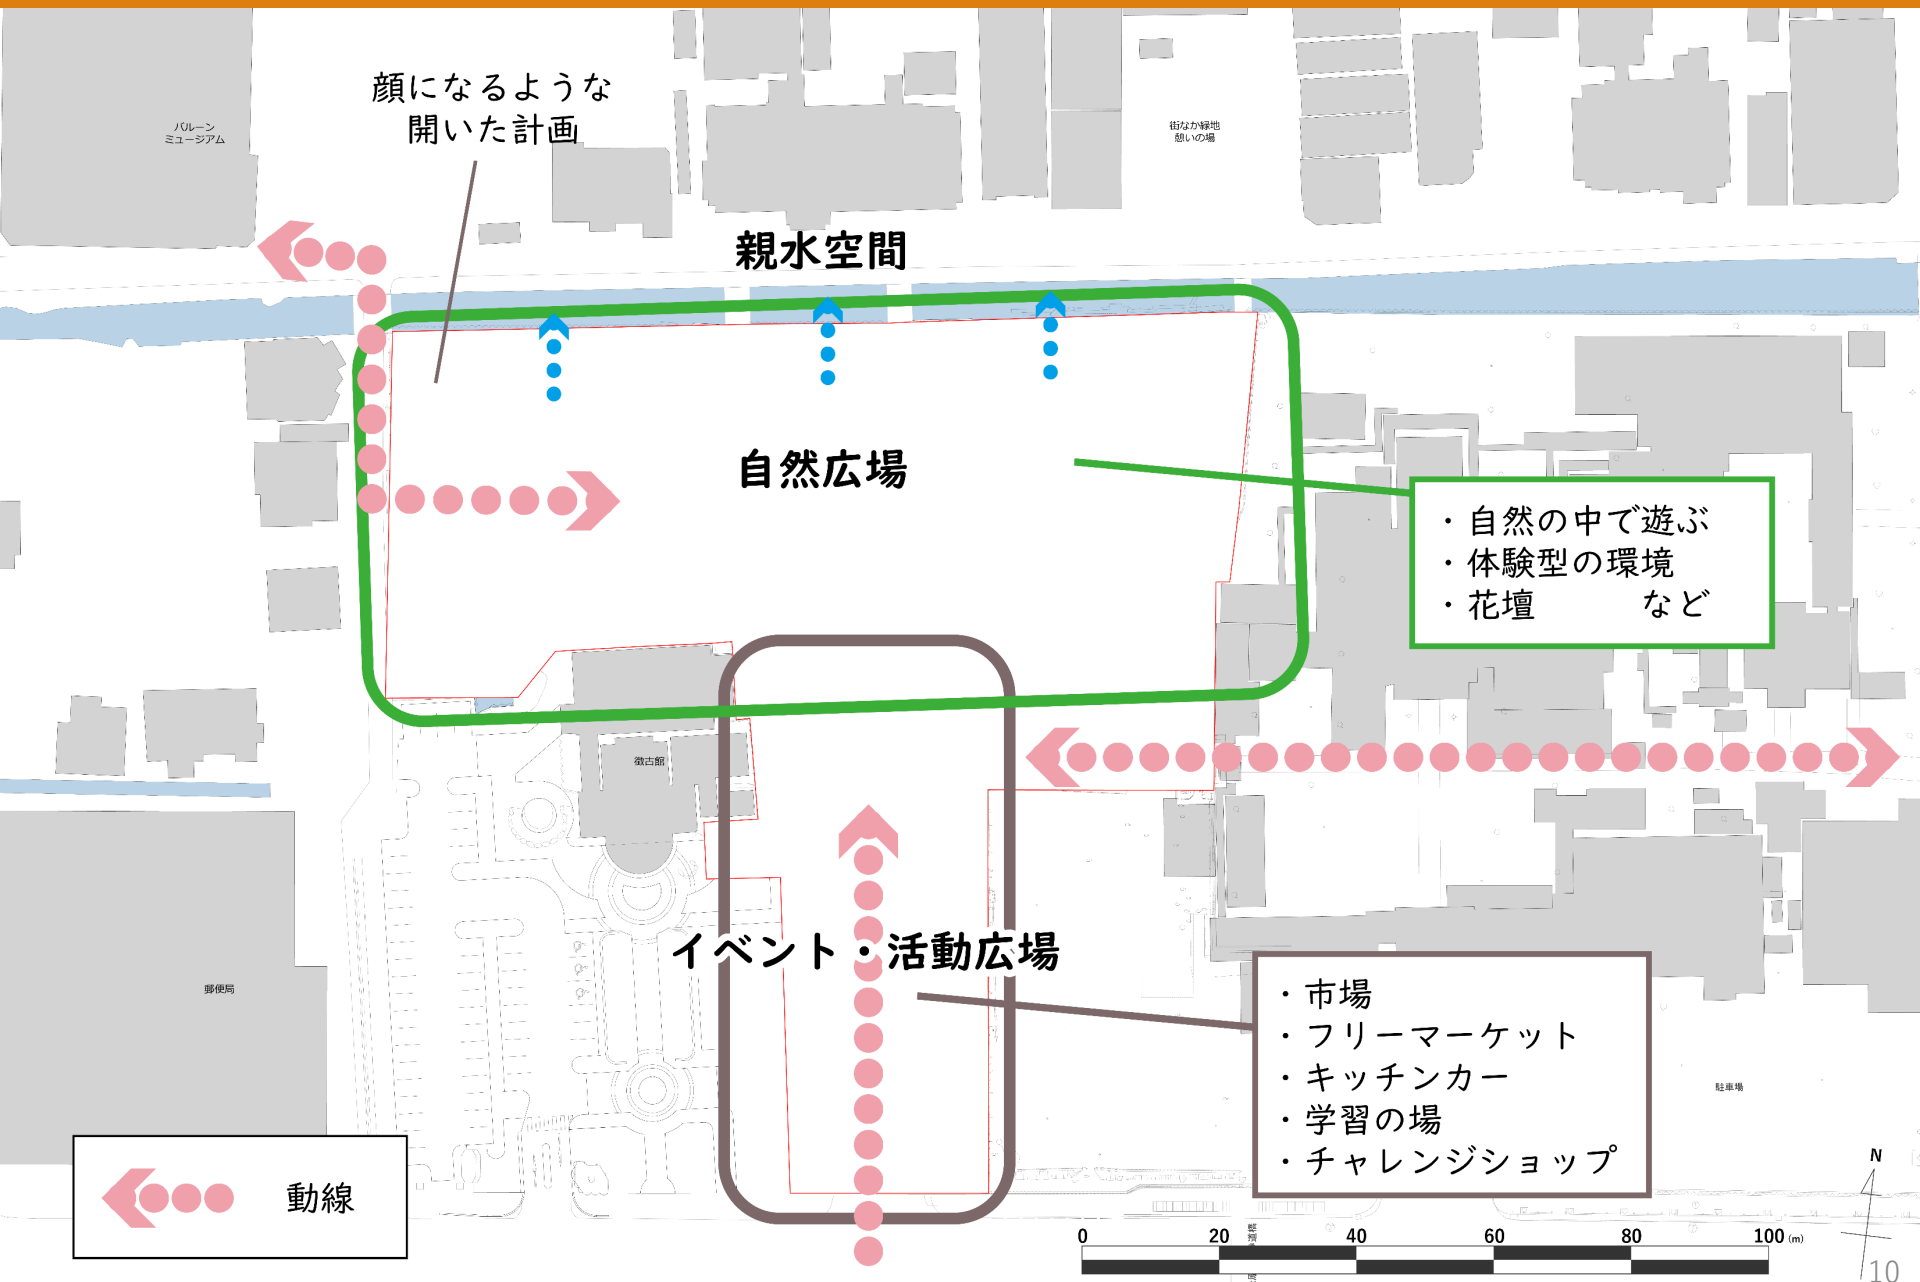 顔になるような
開いた計画
バルーン
ミュージアム
街なか緑地
憩いの場
親水空間
自然広場
・自然の中で遊ぶ
・体験型の環境
・花壇　　　など
徴古館
イベント・活動広場
郵便局
・市場
・フリーマーケット
・キッチンカー
・学習の場
・チャレンジショップ
駐車場
動線
N
0 20 40 60 80 100 (m)
10